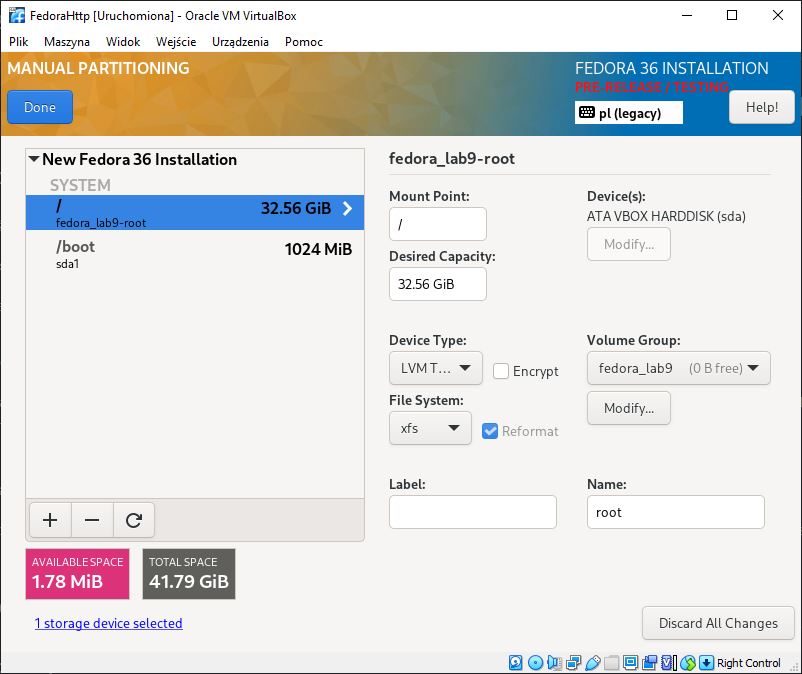 FedoraHttp [Uruchomiona] - Oracle VM VirtualBox
Plik Maszyna Widok Wejście Urządzenia Pomoc
MANUAL PARTITIONING
FEDORA 36 INSTALLATION
PRE-RELEASE / TESTING
Done
pl (legacy)
Help!
New Fedora 36 Installation
SYSTEM
/ 32.56 GiB
fedora_lab9-root
/boot 1024 MiB
sda1
AVAILABLE SPACE
1.78 MiB
TOTAL SPACE
41.79 GiB
1 storage device selected
fedora_lab9-root
Mount Point:
/
Device(s):
ATA VBOX HARDDISK (sda)
Modify...
Desired Capacity:
32.56 GiB
Device Type:
LVM T... Encrypt
Volume Group:
fedora_lab9 (0 B free)
Modify...
File System:
xfs Reformat
Label:
Name:
root
Discard All Changes
Right Control